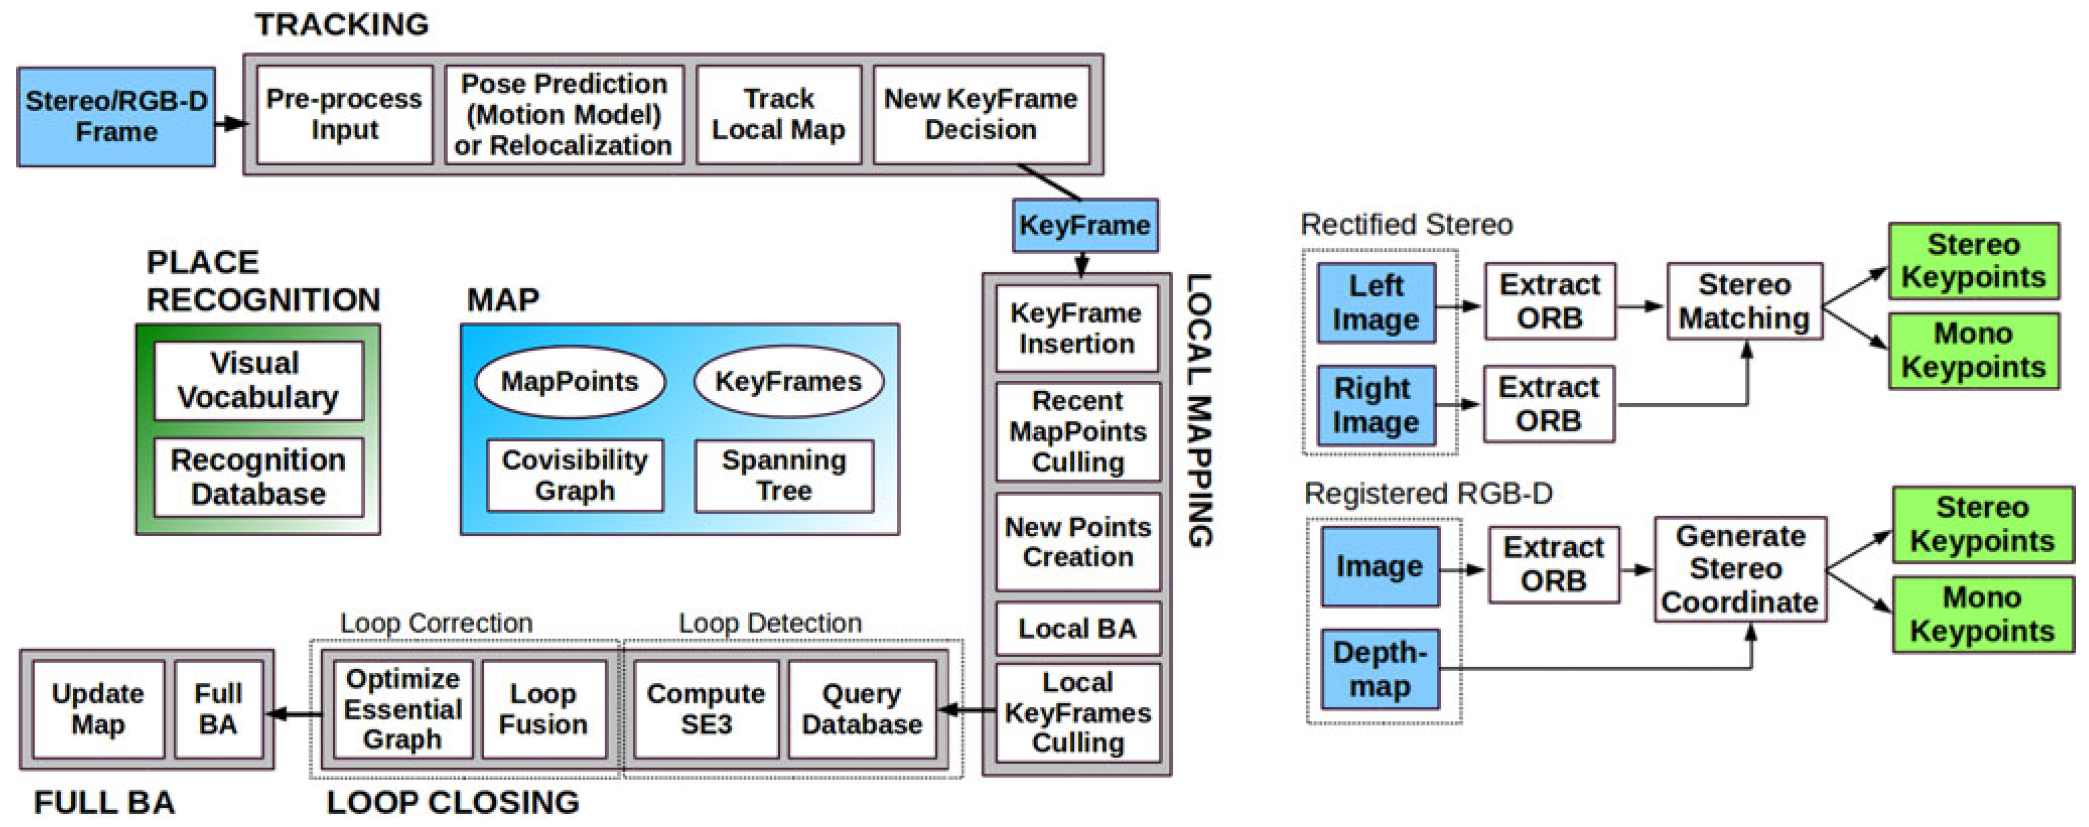 TRACKING
Stereo/RGB-D
Frame
Pre-process
Input
Pose Prediction
(Motion Model)
or Relocalization
Track
Local Map
New KeyFrame
Decision
KeyFrame
PLACE
RECOGNITION
Visual
Vocabulary
Recognition
Database
MAP
MapPoints
KeyFrames
Covisibility
Graph
Spanning
Tree
LOCAL MAPPING
KeyFrame
Insertion
Recent
MapPoints
Culling
New Points
Creation
Local BA
Local
KeyFrames
Culling
Loop Correction
Loop Detection
Update
Map
Full
BA
Optimize
Essential
Graph
Loop
Fusion
Compute
SE3
Query
Database
FULL BA
LOOP CLOSING
Rectified Stereo
Left
Image
Extract
ORB
Stereo
Matching
Stereo
Keypoints
Mono
Keypoints
Right
Image
Extract
ORB
Registered RGB-D
Image
Extract
ORB
Generate
Stereo
Coordinate
Stereo
Keypoints
Mono
Keypoints
Depth-
map